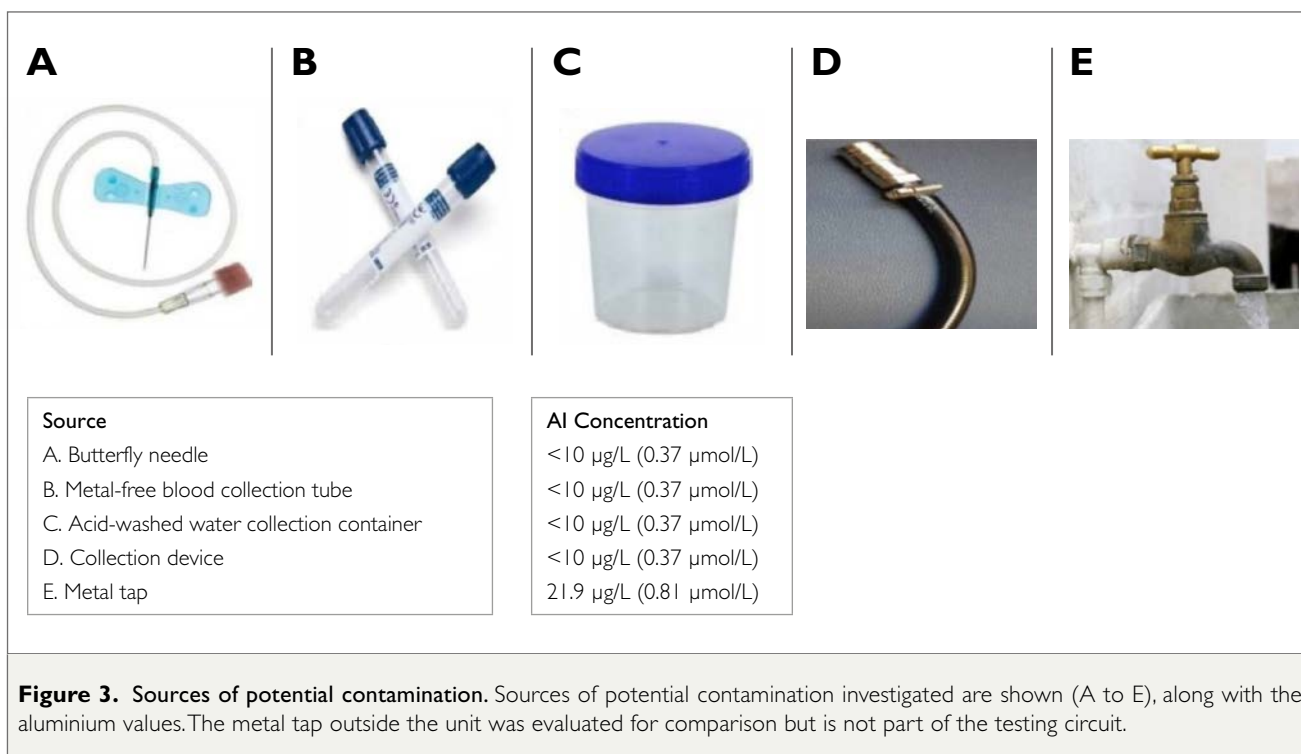 A
B
C
D
E
Source
A. Butterfly needle
B. Metal-free blood collection tube
C. Acid-washed water collection container
D. Collection device
E. Metal tap
Al Concentration
<10 µg/L (0.37 µmol/L)
<10 µg/L (0.37 µmol/L)
<10 µg/L (0.37 µmol/L)
<10 µg/L (0.37 µmol/L)
21.9 µg/L (0.81 µmol/L)
Figure 3. Sources of potential contamination. Sources of potential contamination investigated are shown (A to E), along with the
aluminium values. The metal tap outside the unit was evaluated for comparison but is not part of the testing circuit.